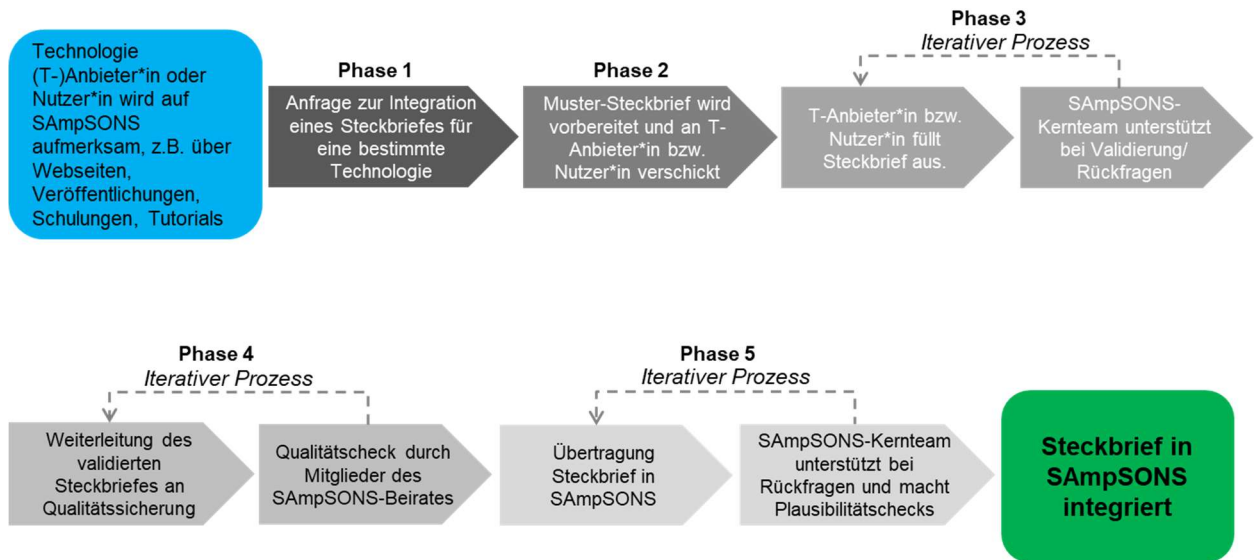 Technologie
(T-)Anbieter*in oder
Nutzer*in wird auf
SAmpSONS
aufmerksam, z.B. über
Webseiten,
Veröffentlichungen,
Schulungen, Tutorials
Phase 1
Anfrage zur Integration
eines Steckbriefes für
eine bestimmte
Technologie
Phase 2
Muster-Steckbrief wird
vorbereitet und an T-
Anbieter*in bzw.
Nutzer*in verschickt
Phase 3
Iterativer Prozess
T-Anbieter*in bzw.
Nutzer*in füllt
Steckbrief aus.
SAmpSONS-
Kernteam unterstützt
bei Validierung/
Rückfragen
Phase 4
Iterativer Prozess
Weiterleitung des
validierten
Steckbriefes an
Qualitätssicherung
Qualitätscheck durch
Mitglieder des
SAmpSONS-Beirates
Phase 5
Iterativer Prozess
Übertragung
Steckbrief in
SAmpSONS
SAmpSONS-Kernteam
unterstützt bei
Rückfragen und macht
Plausibilitätschecks
Steckbrief in
SAmpSONS
integriert